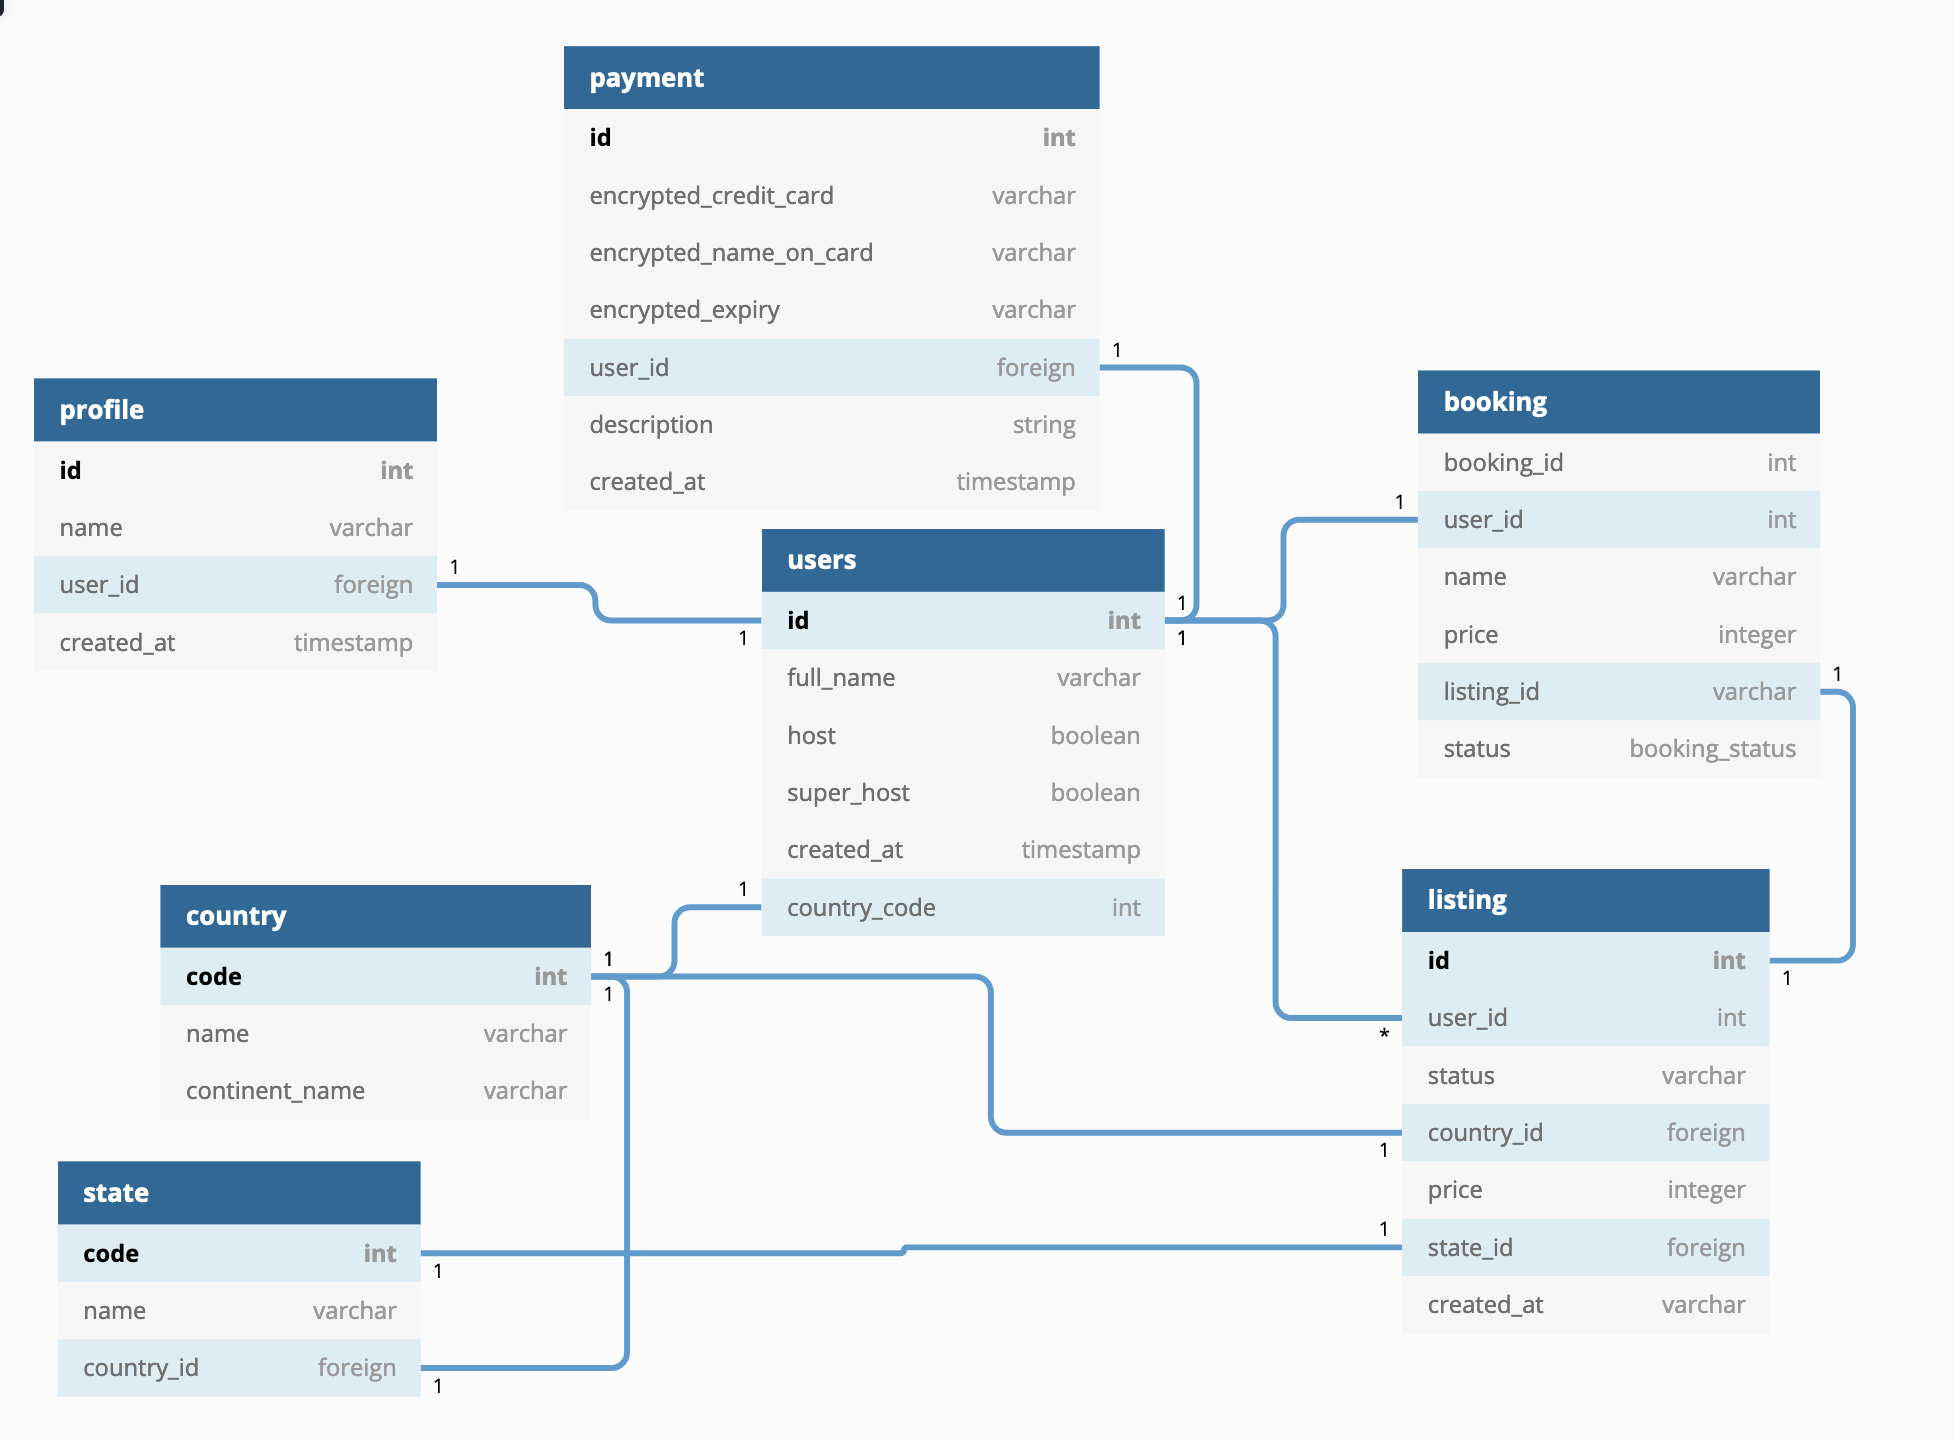 payment
id int
encrypted_credit_card varchar
encrypted_name_on_card varchar
encrypted_expiry varchar
user_id foreign
1
description string
created_at timestamp
profile
id int
name varchar
user_id foreign
1
created_at timestamp
users
id int
1
1
1
full_name varchar
host boolean
super_host boolean
created_at timestamp
country_code int
1
booking
booking_id int
1
user_id int
name varchar
price integer
listing_id varchar
1
status booking_status
country
code int
1
1
name varchar
continent_name varchar
listing
id int
1
user_id int
*
status varchar
country_id foreign
1
price integer
1
state_id foreign
created_at varchar
state
code int
1
name varchar
country_id foreign
1